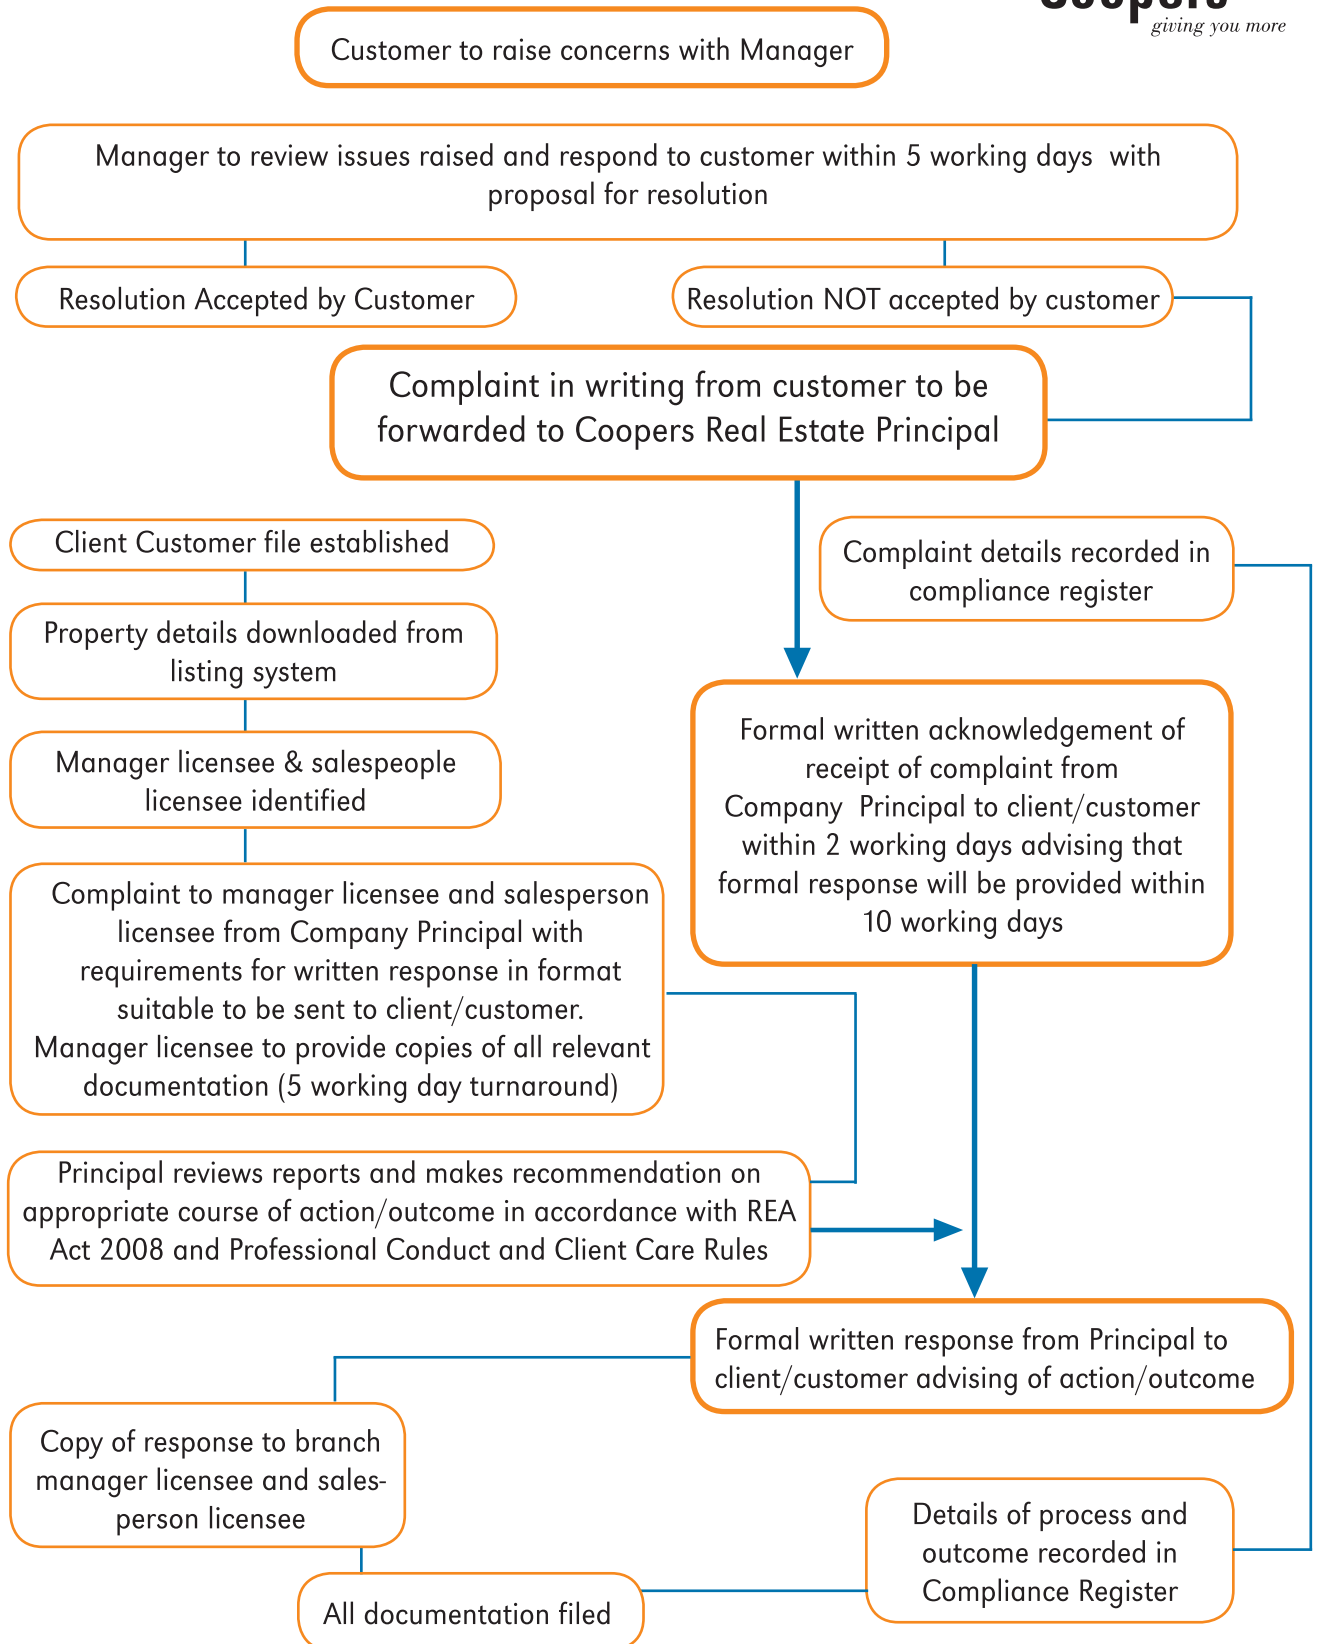 Coopers
giving you more
Customer to raise concerns with Manager
Manager to review issues raised and respond to customer within 5 working days  with
proposal for resolution
Resolution Accepted by Customer
Resolution NOT accepted by customer
Complaint in writing from customer to be
forwarded to Coopers Real Estate Principal
Client Customer file established
Complaint details recorded in
compliance register
Property details downloaded from
listing system
Manager licensee & salespeople
licensee identified
Formal written acknowledgement of
receipt of complaint from
Company  Principal to client/customer
within 2 working days advising that
formal response will be provided within
10 working days
Complaint to manager licensee and salesperson
licensee from Company Principal with
requirements for written response in format
suitable to be sent to client/customer.
Manager licensee to provide copies of all relevant
documentation (5 working day turnaround)
Principal reviews reports and makes recommendation on
appropriate course of action/outcome in accordance with REA
Act 2008 and Professional Conduct and Client Care Rules
Formal written response from Principal to
client/customer advising of action/outcome
Copy of response to branch
manager licensee and sales-
person licensee
Details of process and
outcome recorded in
Compliance Register
All documentation filed